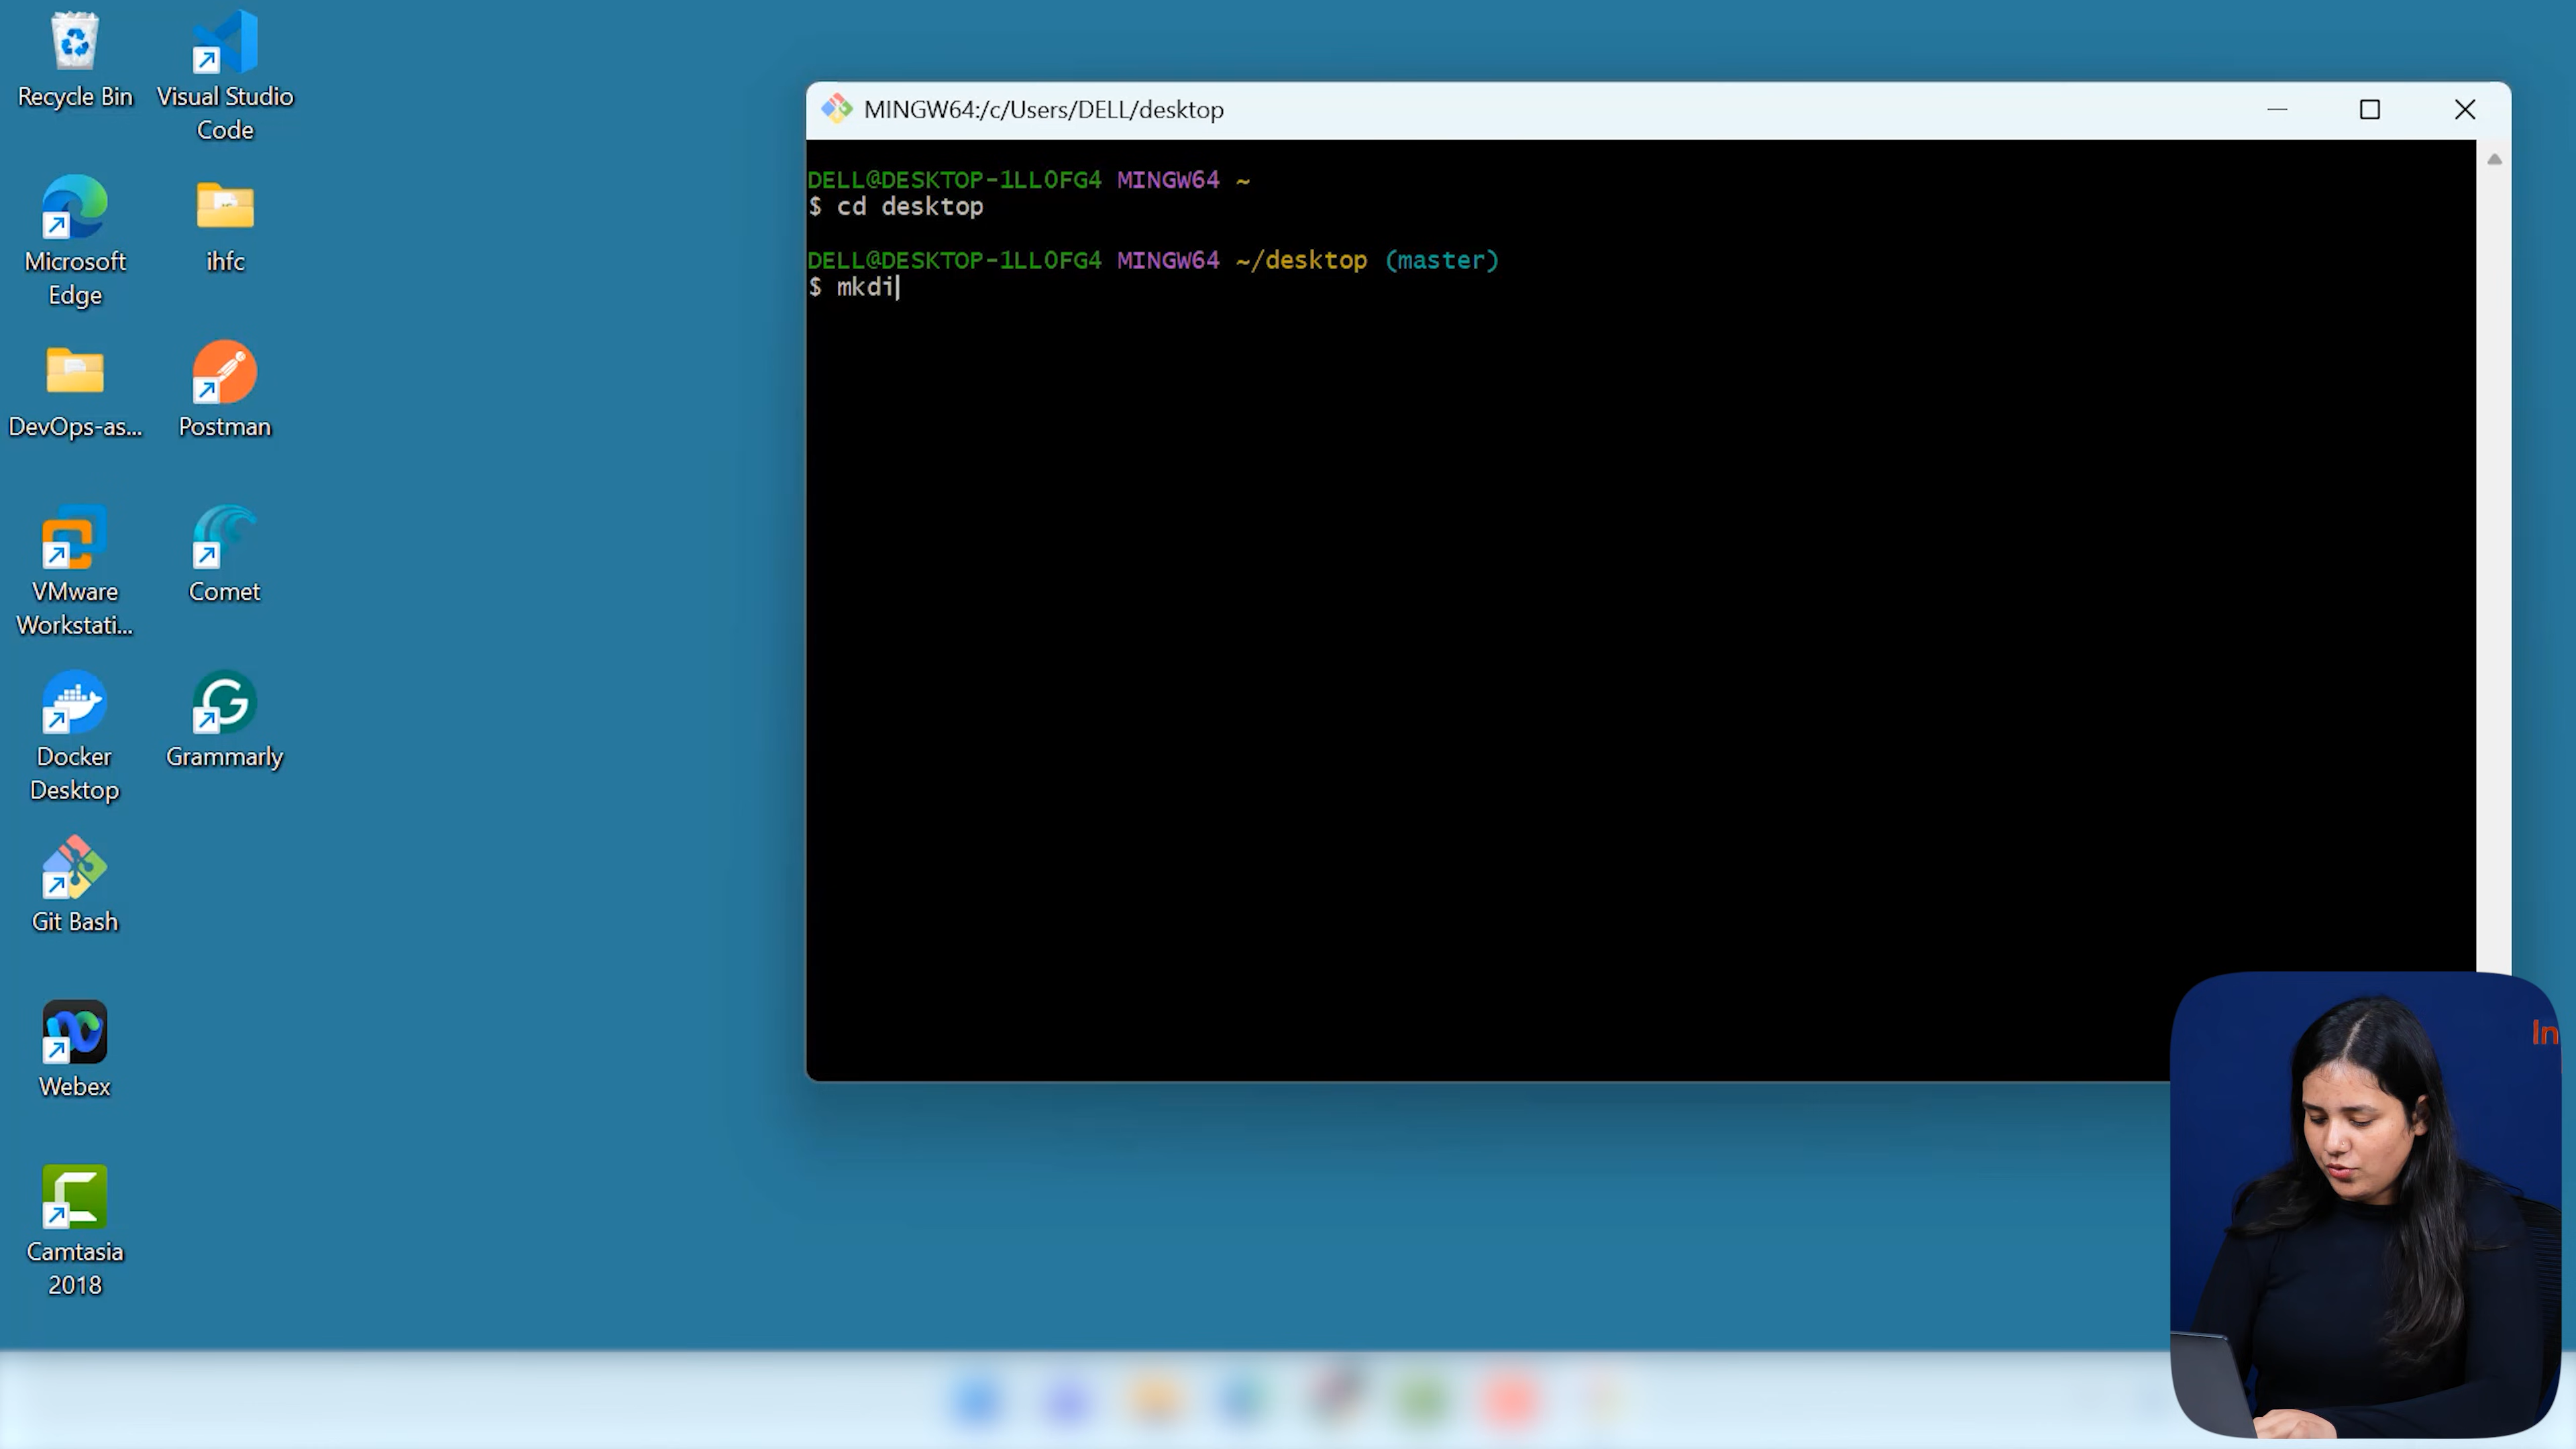 Recycle Bin
Visual Studio
Code
Microsoft
Edge
ihfc
DevOps-as...
Postman
VMware
Workstati...
Comet
Docker
Desktop
Grammarly
Git Bash
Webex
Camtasia
2018
MINGW64:/c/Users/DELL/desktop
DELL@DESKTOP-1LL0FG4 MINGW64 ~
$ cd desktop
DELL@DESKTOP-1LL0FG4 MINGW64 ~/desktop (master)
$ mkdi
In